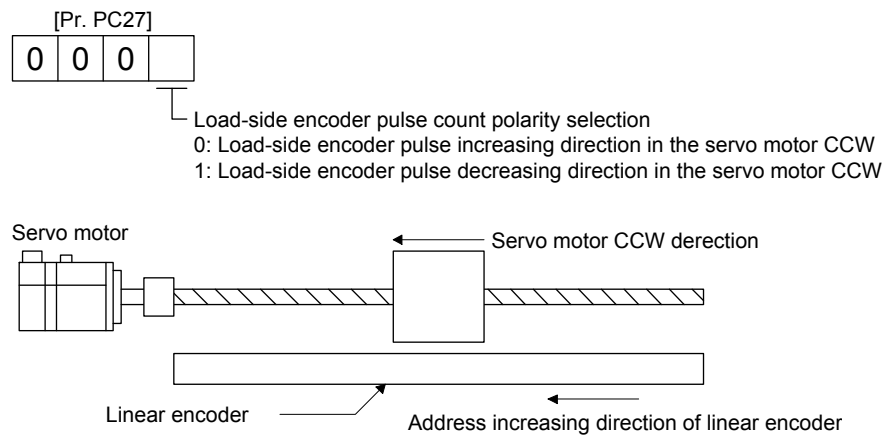 [Pr. PC27]
0 0 0
Load-side encoder pulse count polarity selection
0: Load-side encoder pulse increasing direction in the servo motor CCW
1: Load-side encoder pulse decreasing direction in the servo motor CCW
Servo motor
Servo motor CCW derection
Linear encoder
Address increasing direction of linear encoder